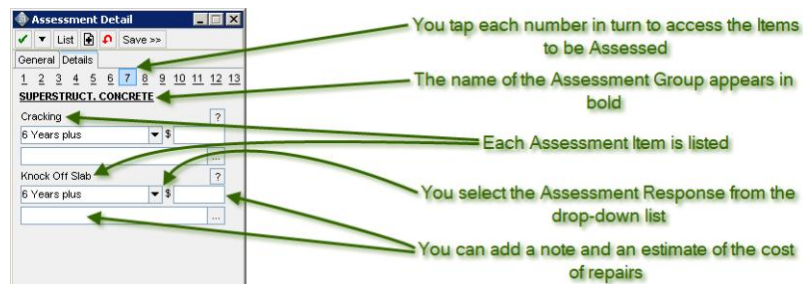 Assessment Detail
List Save >>
General Details
1 2 3 4 5 6 7 8 9 10 11 12 13
SUPERSTRUCT. CONCRETE
Cracking ?
6 Years plus $
...
Knock Off Slab ?
6 Years plus $
...
You tap each number in turn to access the Items
to be Assessed
The name of the Assessment Group appears in
bold
Each Assessment Item is listed
You select the Assessment Response from the
drop-down list
You can add a note and an estimate of the cost
of repairs